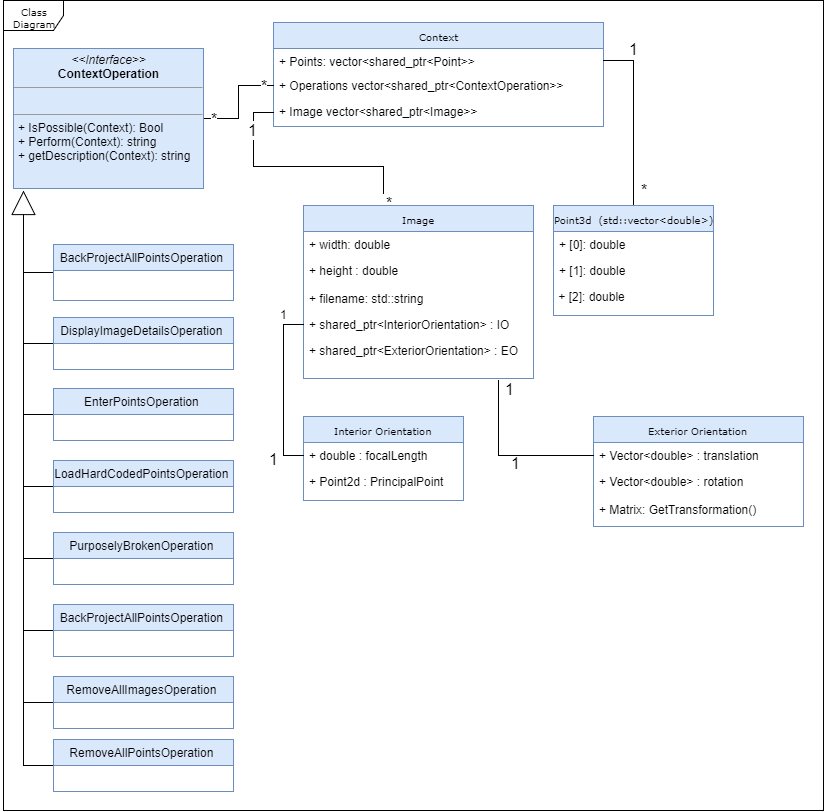 Class
Diagram
<<Interface>>
ContextOperation
+ IsPossible(Context): Bool
+ Perform(Context): string
+ getDescription(Context): string
*
*
Context
+ Points: vector<shared_ptr<Point>>
+ Operations vector<shared_ptr<ContextOperation>>
+ Image vector<shared_ptr<Image>>
1
1
*
*
Image
+ width: double
+ height : double
+ filename: std::string
+ shared_ptr<InteriorOrientation> : IO
+ shared_ptr<ExteriorOrientation> : EO
Point3d (std::vector<double>)
+ [0]: double
+ [1]: double
+ [2]: double
1
1
1
1
Interior Orientation
+ double : focalLength
+ Point2d : PrincipalPoint
Exterior Orientation
+ Vector<double> : translation
+ Vector<double> : rotation
+ Matrix: GetTransformation()
BackProjectAllPointsOperation
DisplayImageDetailsOperation
EnterPointsOperation
LoadHardCodedPointsOperation
PurposelyBrokenOperation
BackProjectAllPointsOperation
RemoveAllImagesOperation
RemoveAllPointsOperation